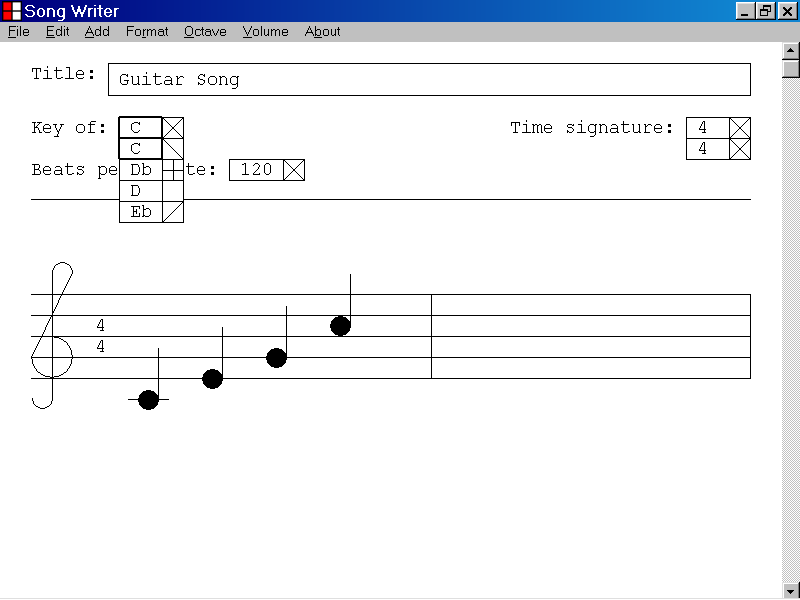 Song Writer
File Edit Add Format Octave Volume About
Title: Guitar Song
Key of: C Time signature: 4
C 4
Beats pe Db te: 120
D
Eb
4
4